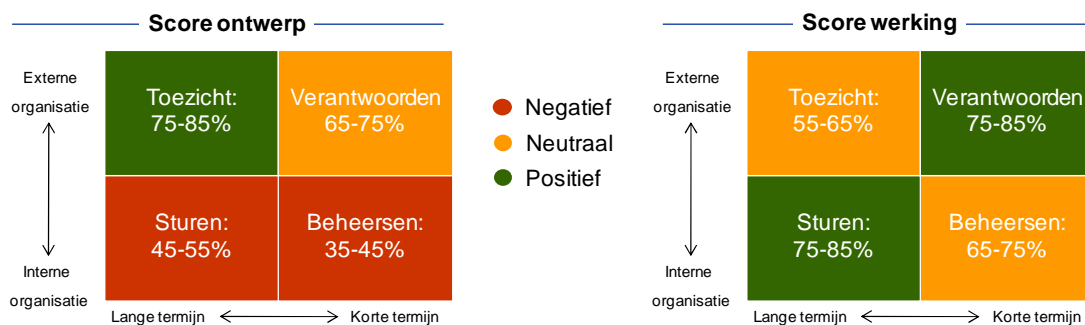 Score ontwerp
Externe
organisatie
Interne
organisatie
Toezicht:
75-85%
Verantwoorden
65-75%
Sturen:
45-55%
Beheersen:
35-45%
Lange termijn
Korte termijn
Negatief
Neutraal
Positief
Score werking
Externe
organisatie
Interne
organisatie
Toezicht:
55-65%
Verantwoorden
75-85%
Sturen:
75-85%
Beheersen:
65-75%
Lange termijn
Korte termijn